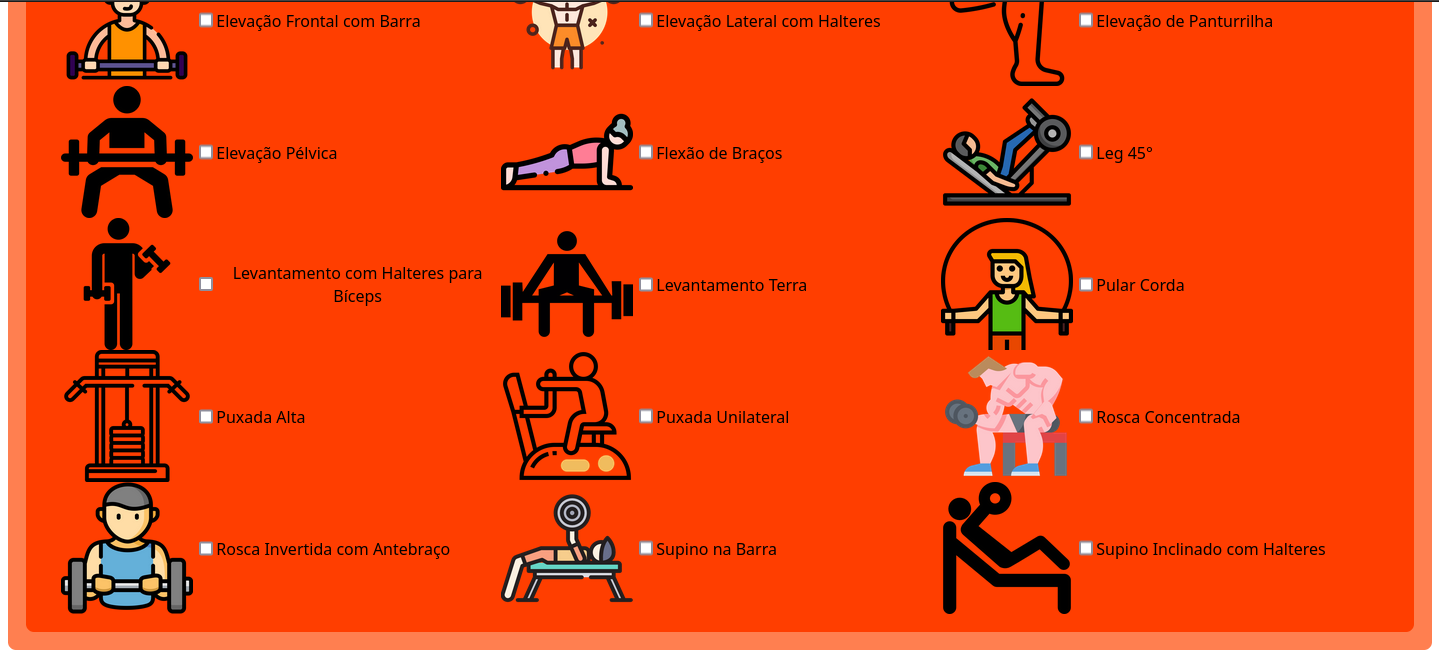 Elevação Frontal com Barra
Elevação Lateral com Halteres
Elevação de Panturrilha
Elevação Pélvica
Flexão de Braços
Leg 45°
Levantamento com Halteres para
Bíceps
Levantamento Terra
Pular Corda
Puxada Alta
Puxada Unilateral
Rosca Concentrada
Rosca Invertida com Antebraço
Supino na Barra
Supino Inclinado com Halteres